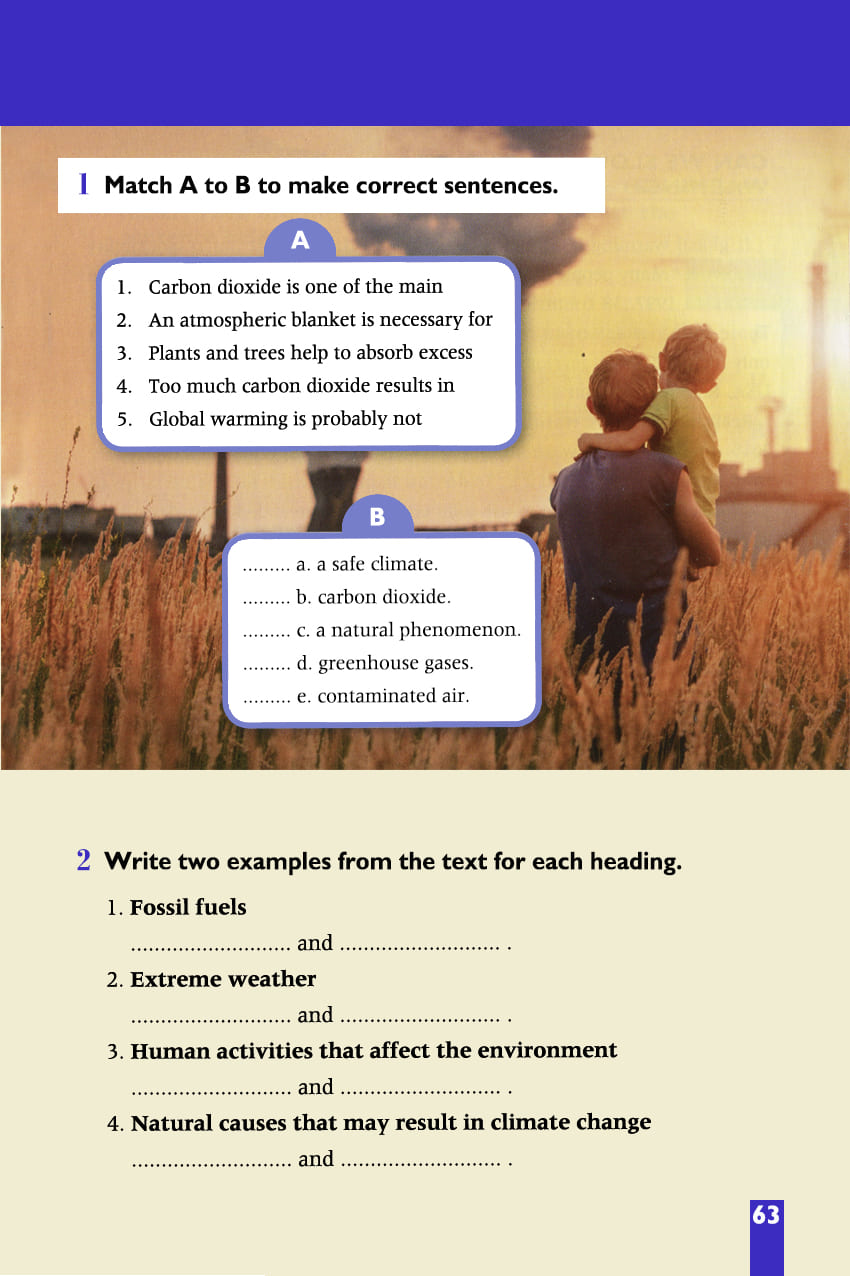 1 Match A to B to make correct sentences.
A
1. Carbon dioxide is one of the main
2. An atmospheric blanket is necessary for
3. Plants and trees help to absorb excess
4. Too much carbon dioxide results in
5. Global warming is probably not
B
......... a. a safe climate.
......... b. carbon dioxide.
......... c. a natural phenomenon.
......... d. greenhouse gases.
......... e. contaminated air.
2 Write two examples from the text for each heading.
1. Fossil fuels
........................... and ........................... .
2. Extreme weather
........................... and ........................... .
3. Human activities that affect the environment
........................... and ........................... .
4. Natural causes that may result in climate change
........................... and ........................... .
63